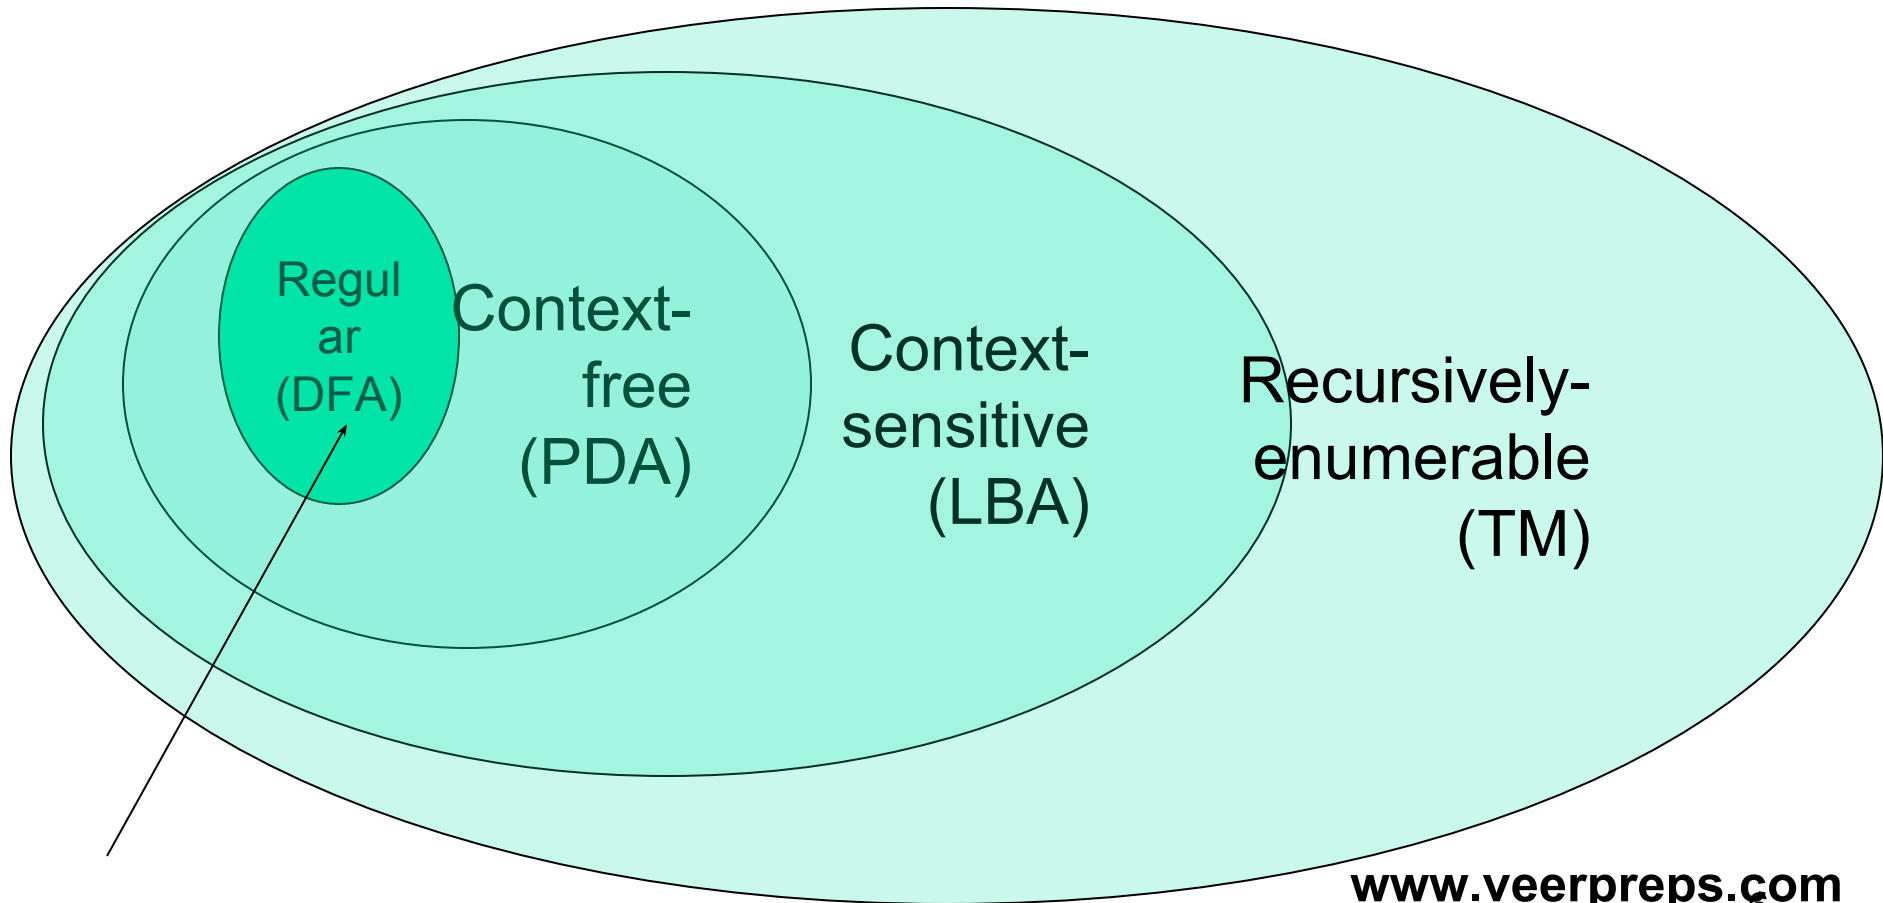 Regul
ar
(DFA)
Context-
free
(PDA)
Context-
sensitive
(LBA)
Recursively-
enumerable
(TM)
www.veerpreps.com